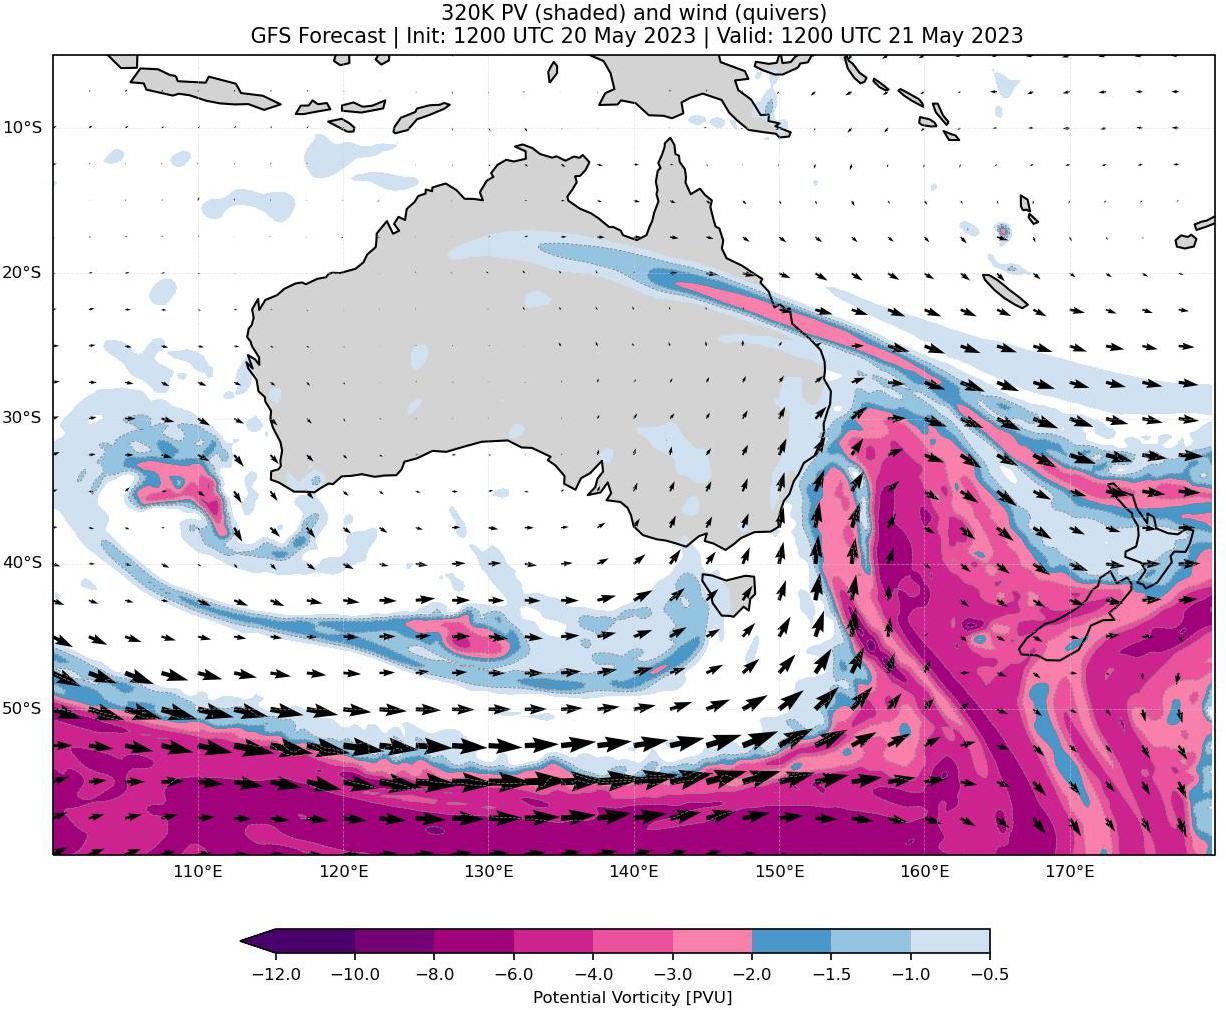 320K PV (shaded) and wind (quivers)
GFS Forecast | Init: 1200 UTC 20 May 2023 | Valid: 1200 UTC 21 May 2023
10°S
20°S
30°S
40°S
50°S
110°E 120°E 130°E 140°E 150°E 160°E 170°E
−12.0 −10.0 −8.0 −6.0 −4.0 −3.0 −2.0 −1.5 −1.0 −0.5
Potential Vorticity [PVU]